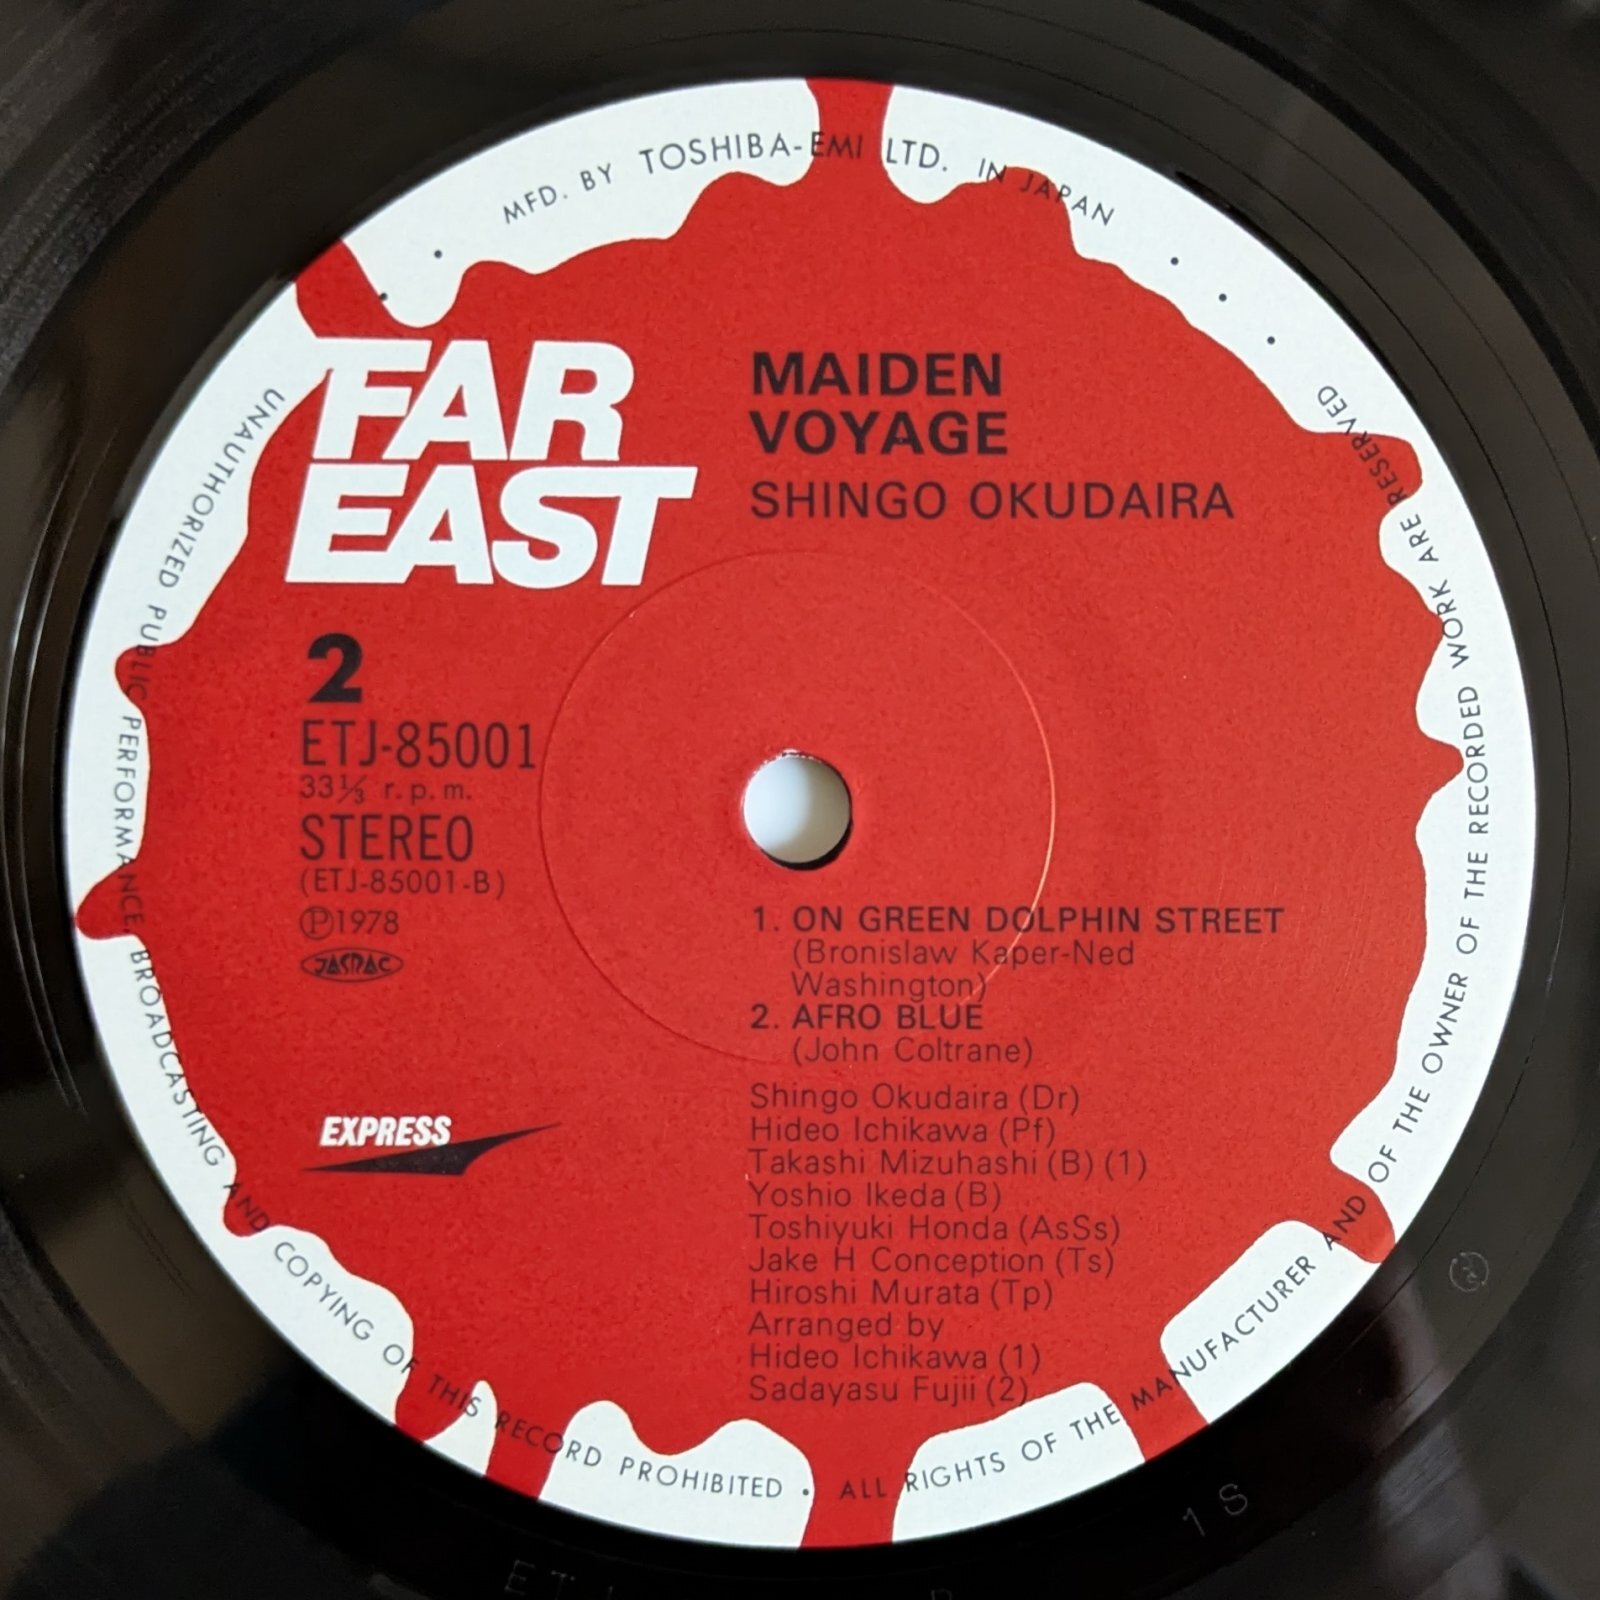 MFD. BY TOSHIBA-EMI LTD. IN JAPAN
FAR
EAST
MAIDEN
VOYAGE
SHINGO OKUDAIRA
2
ETJ-85001
33⅓ r.p.m.
STEREO
(ETJ-85001-B)
Ⓟ1978
JASRAC
EXPRESS
1. ON GREEN DOLPHIN STREET
(Bronislaw Kaper-Ned
Washington)
2. AFRO BLUE
(John Coltrane)
Shingo Okudaira (Dr)
Hideo Ichikawa (Pf)
Takashi Mizuhashi (B) (1)
Yoshio Ikeda (B)
Toshiyuki Honda (AsSs)
Jake H Conception (Ts)
Hiroshi Murata (Tp)
Arranged by
Hideo Ichikawa (1)
Sadayasu Fujii (2)
UNAUTHORIZED PUBLIC PERFORMANCE, BROADCASTING AND COPYING OF THIS RECORD PROHIBITED • ALL RIGHTS OF THE MANUFACTURER AND OF THE OWNER OF THE RECORDED WORK ARE RESERVED
1 S